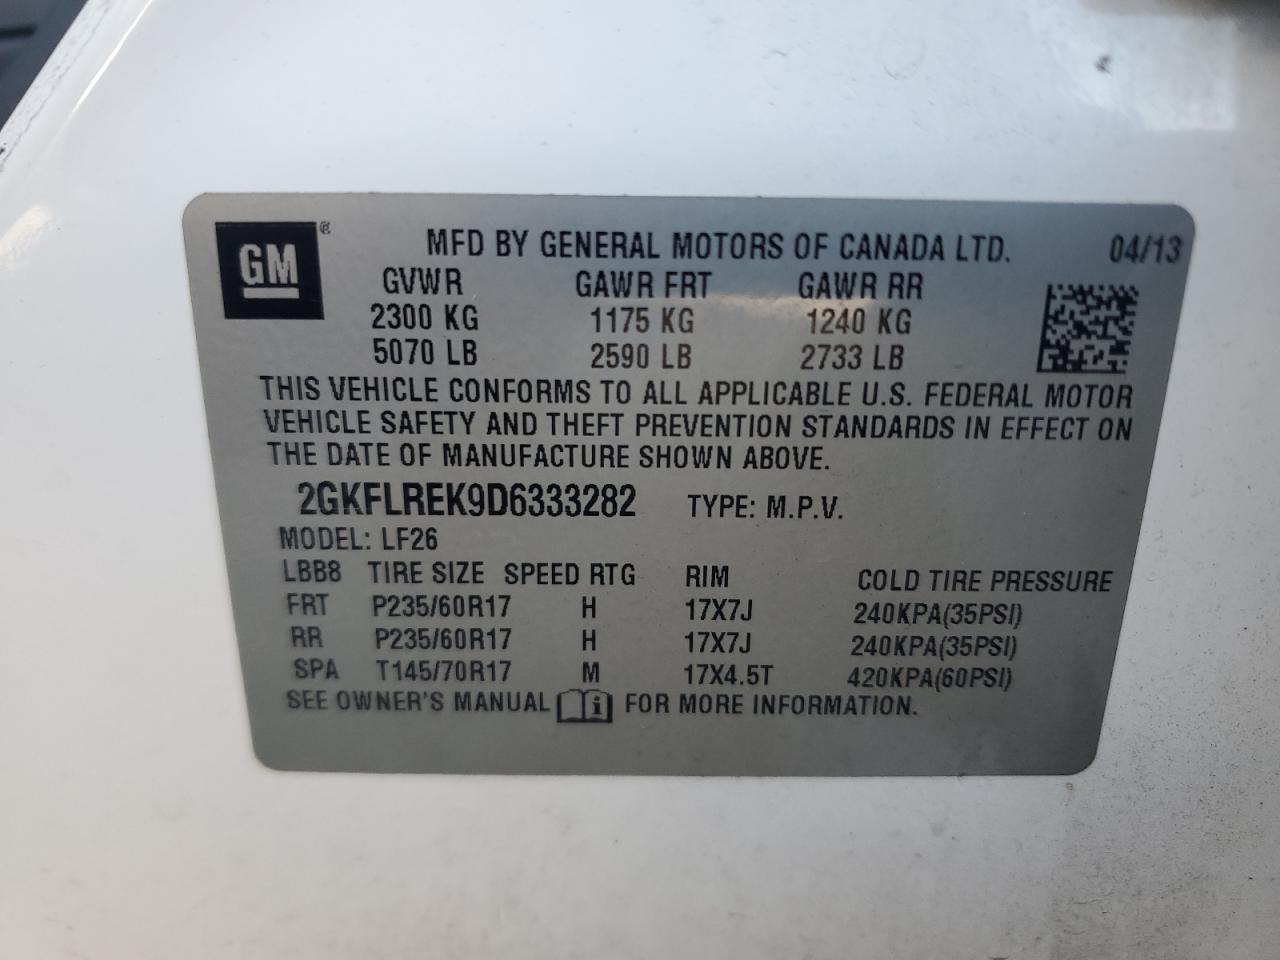 GM ® MFD BY GENERAL MOTORS OF CANADA LTD. 04/13
GVWR GAWR FRT GAWR RR
2300 KG 1175 KG 1240 KG
5070 LB 2590 LB 2733 LB
THIS VEHICLE CONFORMS TO ALL APPLICABLE U.S. FEDERAL MOTOR
VEHICLE SAFETY AND THEFT PREVENTION STANDARDS IN EFFECT ON
THE DATE OF MANUFACTURE SHOWN ABOVE.
2GKFLREK9D6333282 TYPE: M.P.V.
MODEL: LF26
LBB8 TIRE SIZE SPEED RTG RIM COLD TIRE PRESSURE
FRT P235/60R17 H 17X7J 240KPA(35PSI)
RR P235/60R17 H 17X7J 240KPA(35PSI)
SPA T145/70R17 M 17X4.5T 420KPA(60PSI)
SEE OWNER'S MANUAL i FOR MORE INFORMATION.